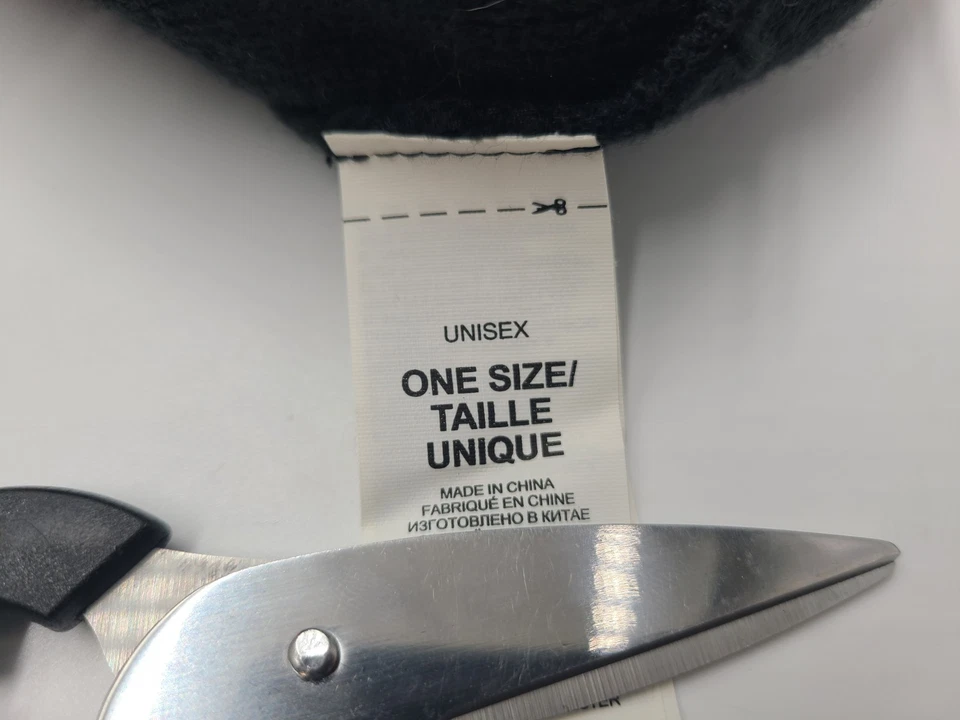 UNISEX
ONE SIZE/
TAILLE
UNIQUE
MADE IN CHINA
FABRIQUÉ EN CHINE
ИЗГОТОВЛЕНО В КИТАЕ